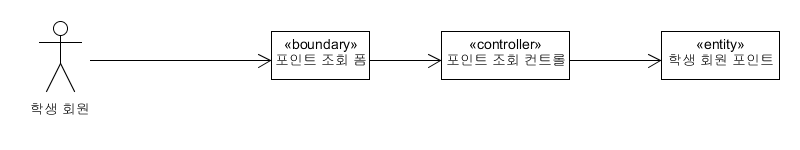 «boundary»
포인트 조회 폼
«controller»
포인트 조회 컨트롤
«entity»
학생 회원 포인트
학생 회원